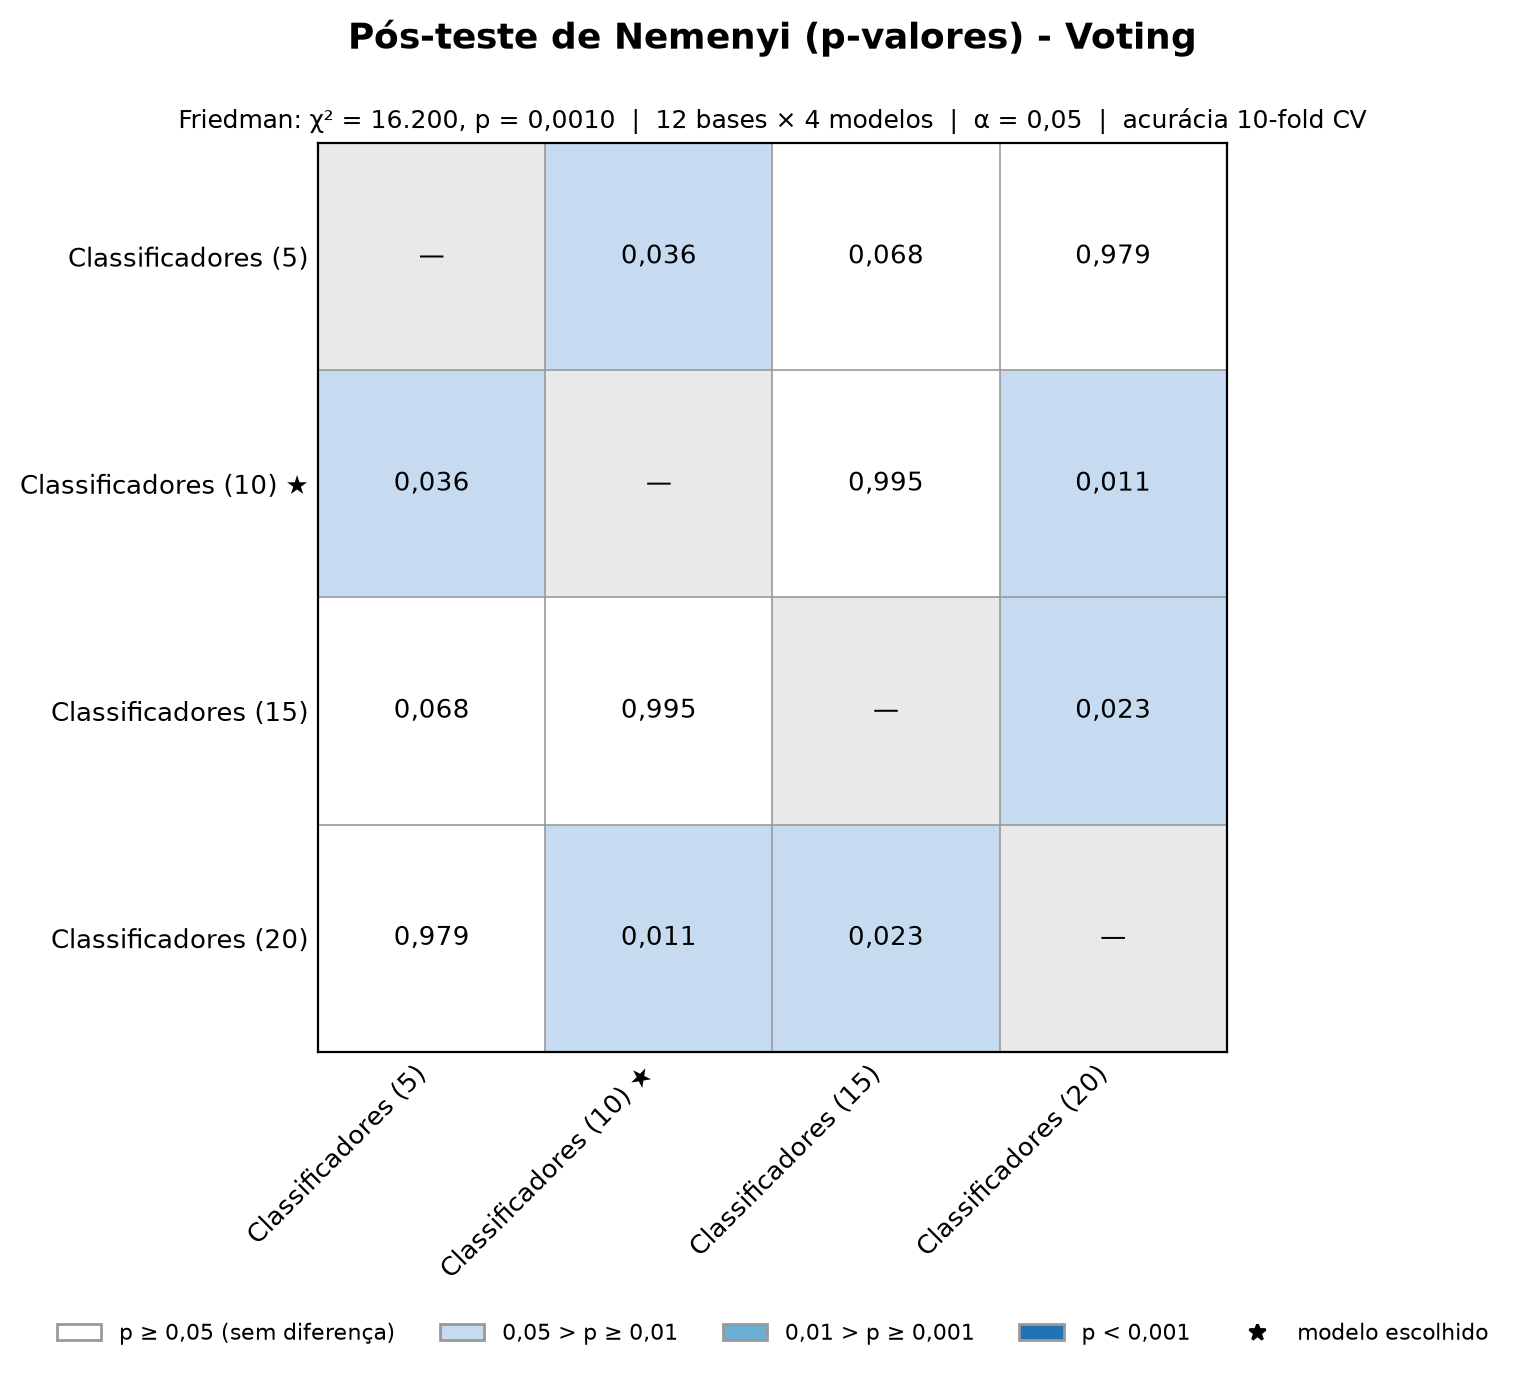 Pós-teste de Nemenyi (p-valores) - Voting
Friedman: χ² = 16.200, p = 0,0010 | 12 bases × 4 modelos | α = 0,05 | acurácia 10-fold CV
Classificadores (5) — 0,036 0,068 0,979
Classificadores (10) ★ 0,036 — 0,995 0,011
Classificadores (15) 0,068 0,995 — 0,023
Classificadores (20) 0,979 0,011 0,023 —
Classificadores (5) Classificadores (10) ★ Classificadores (15) Classificadores (20)
p ≥ 0,05 (sem diferença) 0,05 > p ≥ 0,01 0,01 > p ≥ 0,001 p < 0,001 ★ modelo escolhido